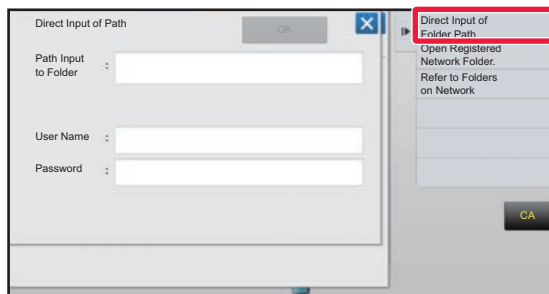 Direct Input of Path
OK
Path Input
to Folder :
User Name :
Password :
Direct Input of
Folder Path
Open Registered
Network Folder.
Refer to Folders
on Network
CA